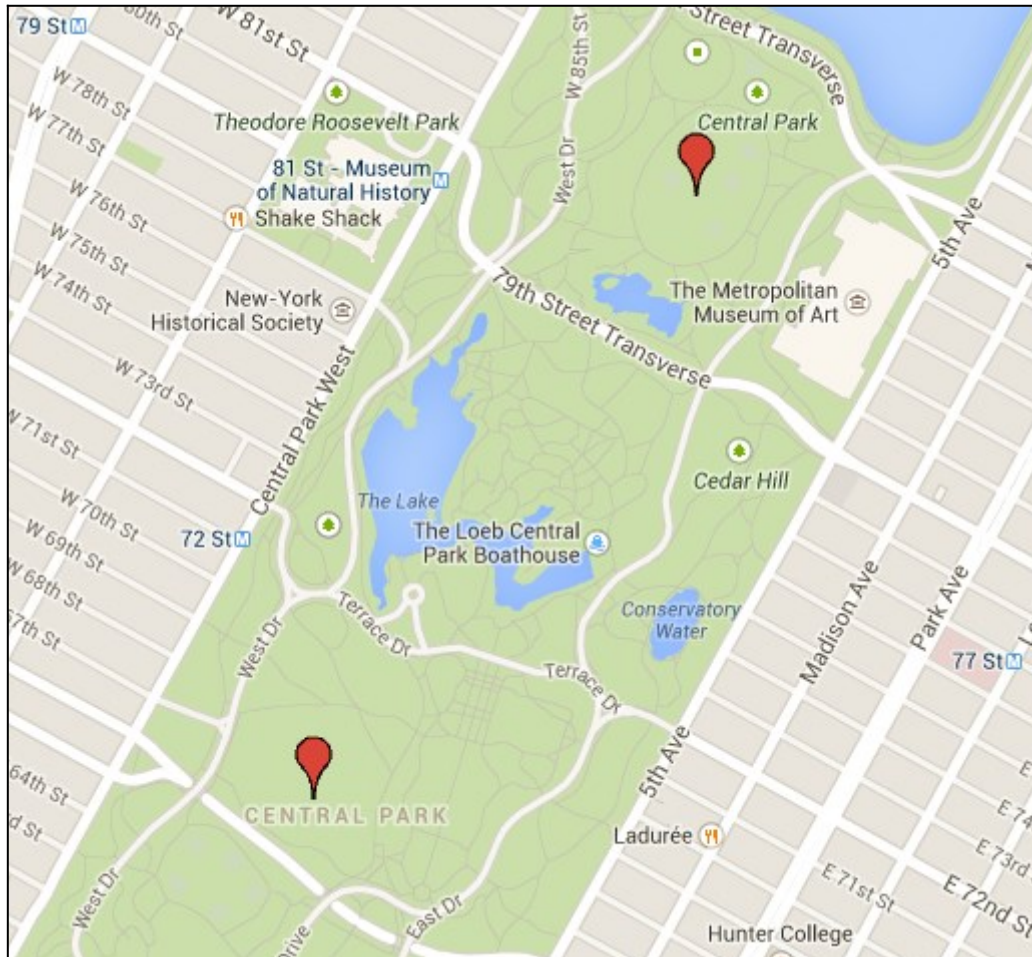 79 St
W 81st St
Street Transverse
W 85th St
W 78th St
W 77th St
Theodore Roosevelt Park
Central Park
81 St - Museum
of Natural History
Shake Shack
W 76th St
W 75th St
W 74th St
West Dr
5th Ave
New-York
Historical Society
79th Street Transverse
The Metropolitan
Museum of Art
W 73rd St
Central Park West
W 71st St
Cedar Hill
The Lake
W 70th St
72 St
The Loeb Central
Park Boathouse
W 69th St
W 68th St
67th St
Terrace Dr
Conservatory
Water
Madison Ave
Park Ave
77 St
West Dr
Terrace Dr
5th Ave
64th St
CENTRAL PARK
Ladurée
E 74
E 73rd
E 71st St
E 72nd St
West Dr
Drive
East Dr
Hunter College